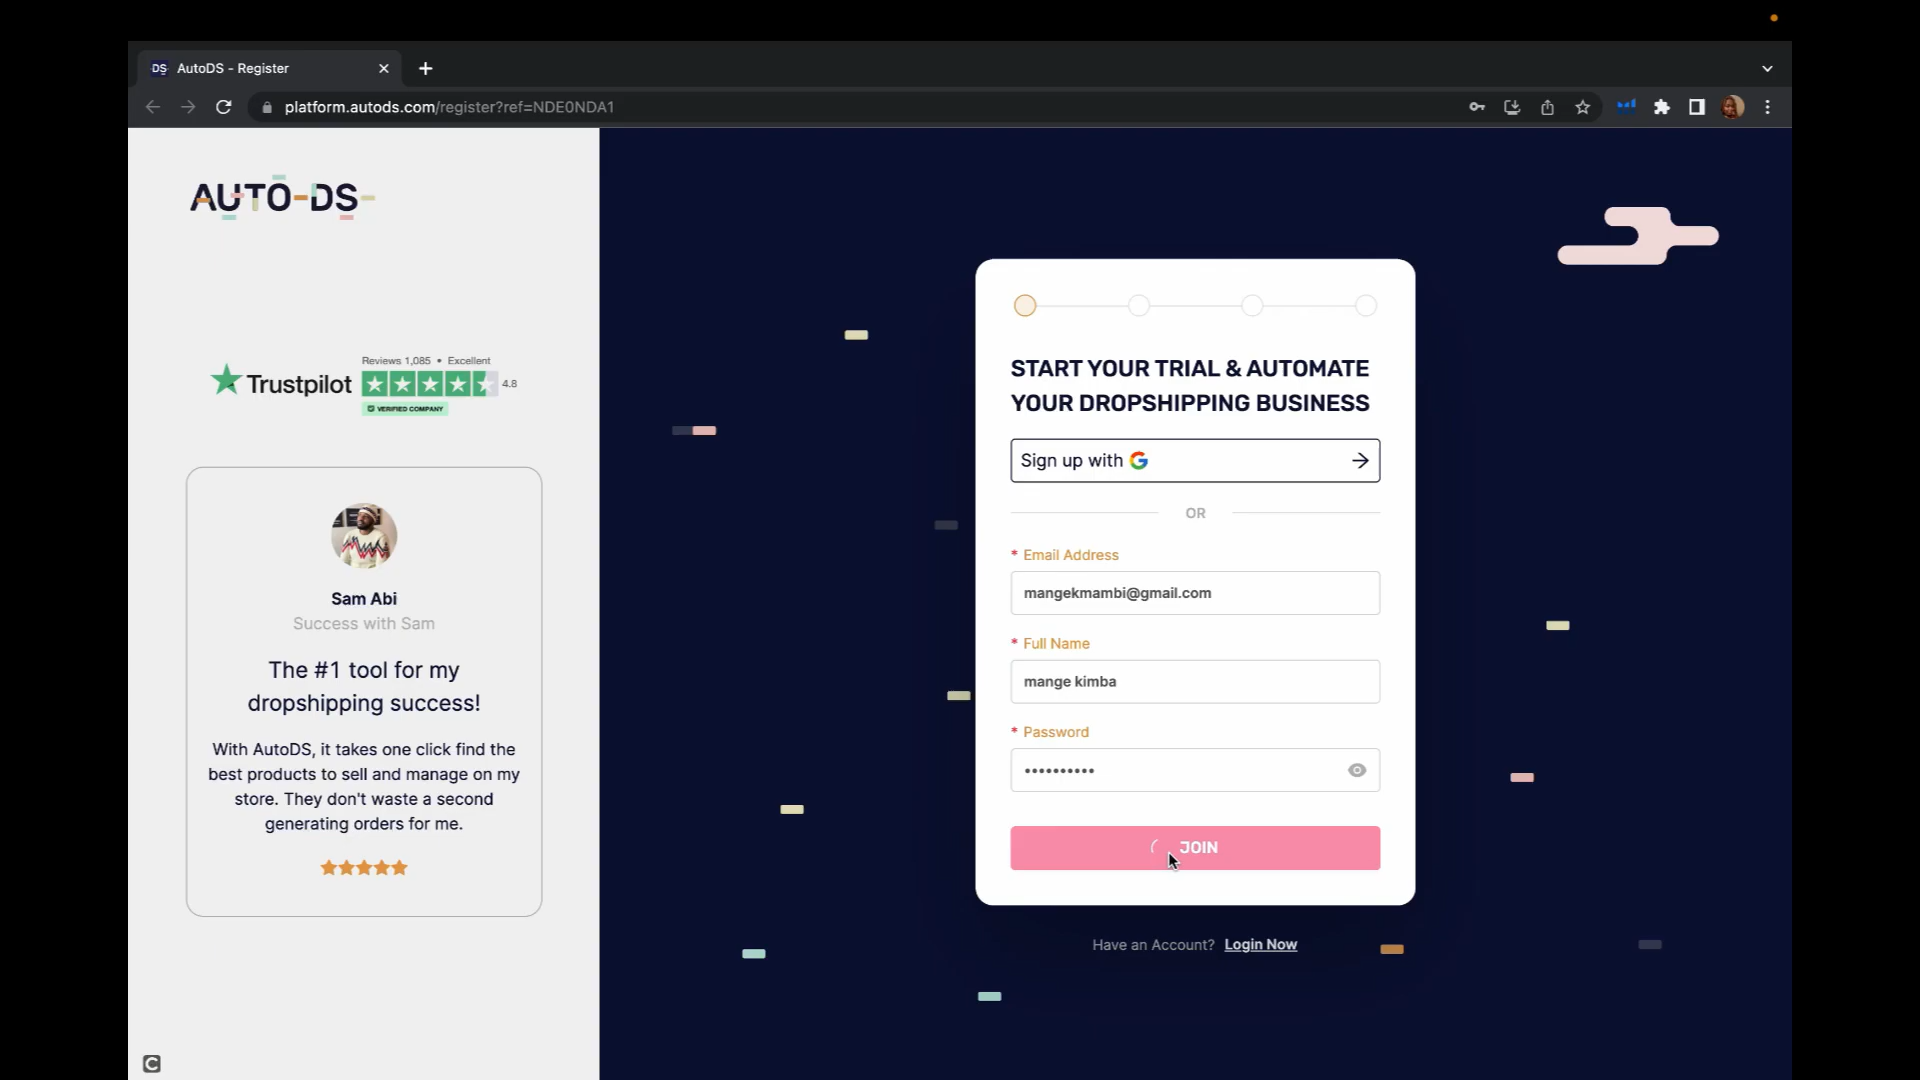 DS AutoDS - Register
platform.autods.com/register?ref=NDE0NDA1
AUTO-DS
Trustpilot
Reviews 1,085 • Excellent
4.8
VERIFIED COMPANY
Sam Abi
Success with Sam
The #1 tool for my
dropshipping success!
With AutoDS, it takes one click find the
best products to sell and manage on my
store. They don't waste a second
generating orders for me.
START YOUR TRIAL & AUTOMATE
YOUR DROPSHIPPING BUSINESS
Sign up with G
OR
* Email Address
mangekmambi@gmail.com
* Full Name
mange kimba
* Password
••••••••••
JOIN
Have an Account? Login Now
C